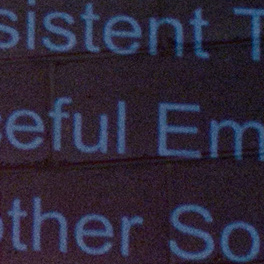 sistent T
eful Em
other So